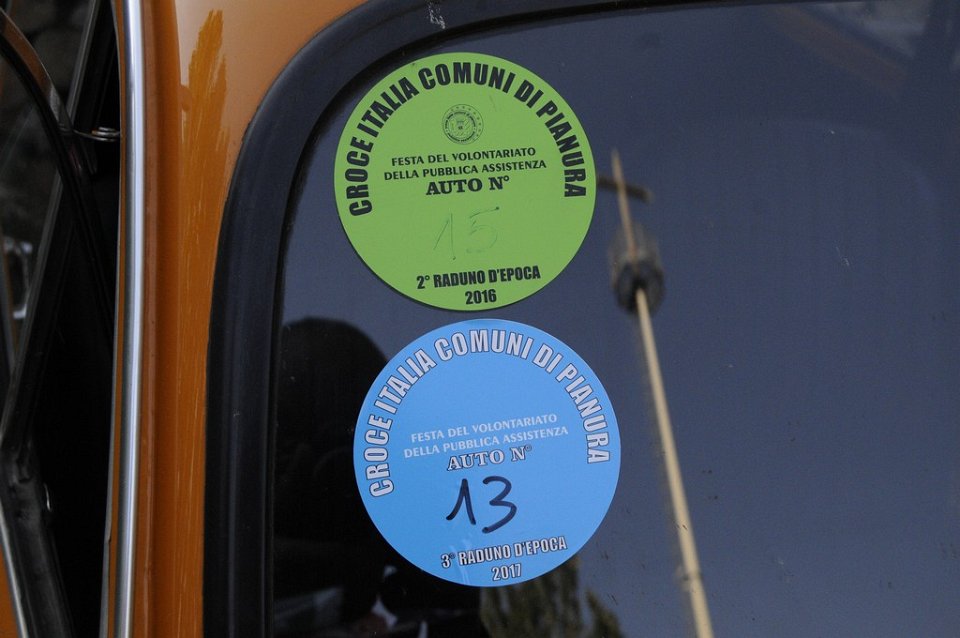 CROCE ITALIA COMUNI DI PIANURA
FESTA DEL VOLONTARIATO
DELLA PUBBLICA ASSISTENZA
AUTO N°
15
2° RADUNO D'EPOCA
2016
CROCE ITALIA COMUNI DI PIANURA
FESTA DEL VOLONTARIATO
DELLA PUBBLICA ASSISTENZA
AUTO N°
13
3° RADUNO D'EPOCA
2017